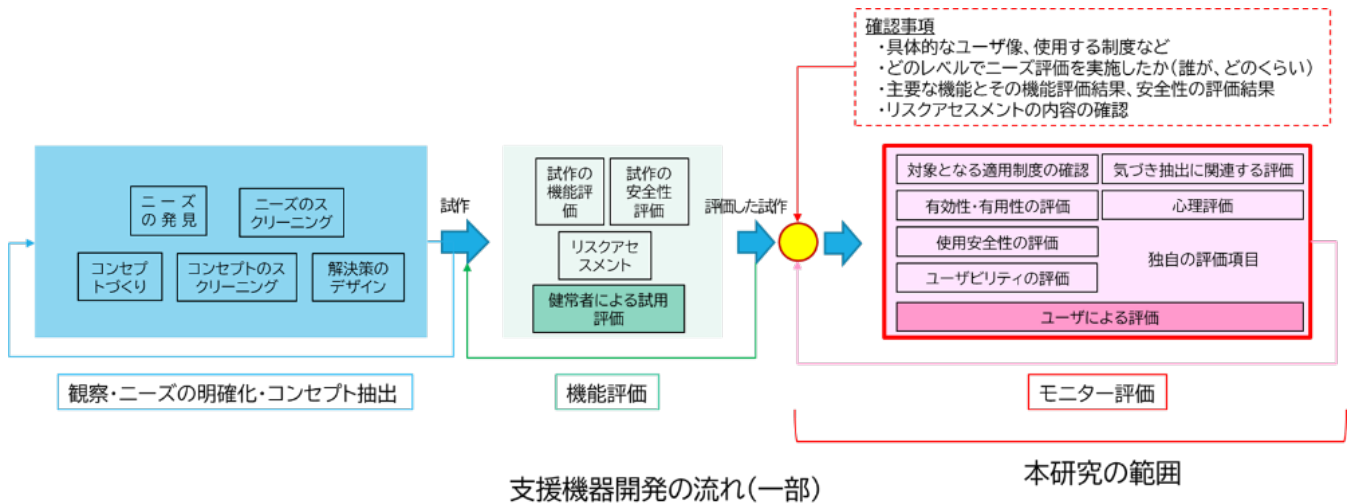 確認事項
・具体的なユーザ像、使用する制度など
・どのレベルでニーズ評価を実施したか(誰が、どのくらい)
・主要な機能とその機能評価結果、安全性の評価結果
・リスクアセスメントの内容の確認
ニーズ
の発見
ニーズのス
クリーニング
コンセプ
トづくり
コンセプトのス
クリーニング
解決策の
デザイン
観察・ニーズの明確化・コンセプト抽出
試作
試作の
機能評
価
試作の
安全性
評価
リスクアセ
スメント
健常者による試用
評価
機能評価
評価した試作
対象となる適用制度の確認
気づき抽出に関連する評価
有効性・有用性の評価
心理評価
使用安全性の評価
独自の評価項目
ユーザビリティの評価
ユーザによる評価
モニター評価
本研究の範囲
支援機器開発の流れ(一部)